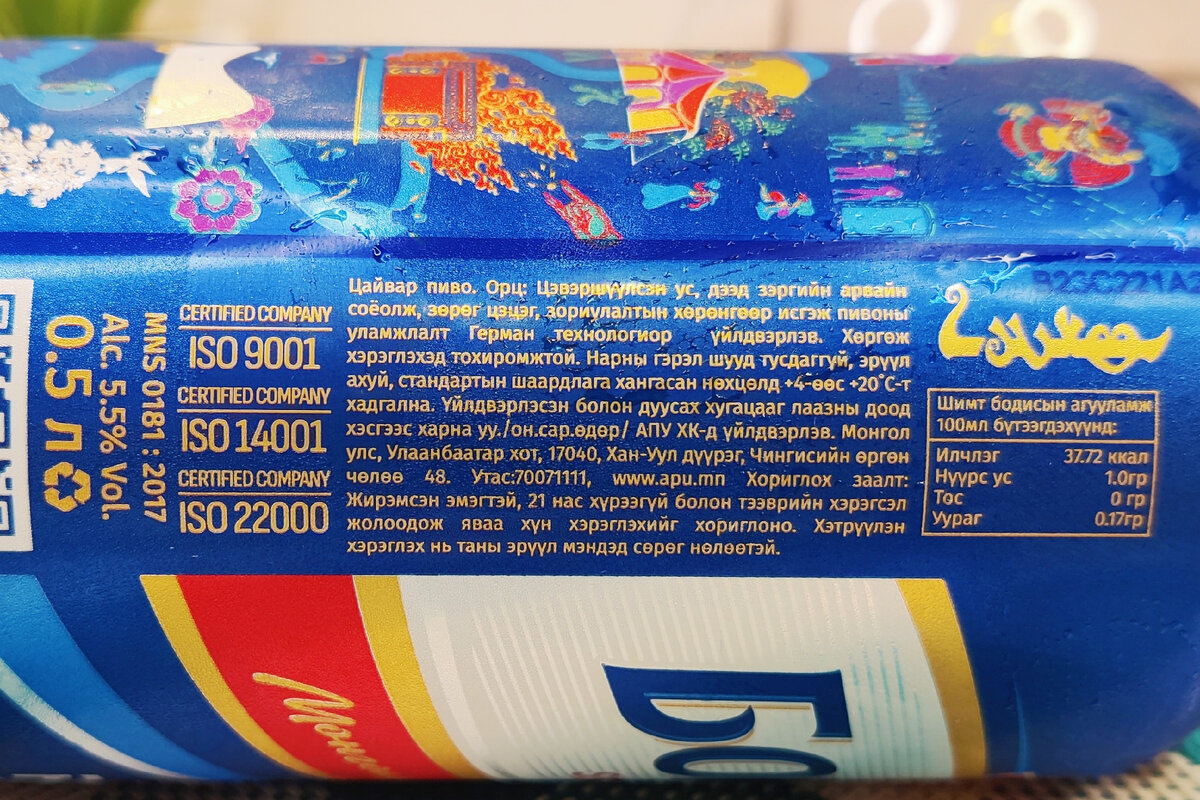 Цайвар пиво. Орц: Цэвэршүүлсэн ус, дээд зэргийн арвайн
соёолж, зөрөг цэцэг, зориулалтын хөрөнгөөр исгэж пивоны
уламжлалт Герман технологиор үйлдвэрлэв. Хөргөж
хэрэглэхэд тохиромжтой. Нарны гэрэл шууд тусдаггүй, эрүүл
ахуй, стандартын шаардлага хангасан нөхцөлд +4-өөс +20°C-т
хадгална. Үйлдвэрлэсэн болон дуусах хугацааг лаазны доод
хэсгээс харна уу./он.сар.өдөр/ АПУ ХК-д үйлдвэрлэв. Монгол
улс, Улаанбаатар хот, 17040, Хан-Уул дүүрэг, Чингисийн өргөн
чөлөө 48. Утас:70071111, www.apu.mn Хориглох заалт:
Жирэмсэн эмэгтэй, 21 нас хүрээгүй болон тээврийн хэрэгсэл
жолоодож яваа хүн хэрэглэхийг хориглоно. Хэтрүүлэн
хэрэглэх нь таны эрүүл мэндэд сөрөг нөлөөтэй.
CERTIFIED COMPANY
ISO 9001
CERTIFIED COMPANY
ISO 14001
CERTIFIED COMPANY
ISO 22000
MNS 0181 : 2017
Alc. 5.5% Vol.
0.5 л
Шимт бодисын агууламж
100мл бүтээгдэхүүнд:
Илчлэг 37.72 ккал
Нүүрс ус 1.0гр
Тос 0 гр
Уураг 0.17гр